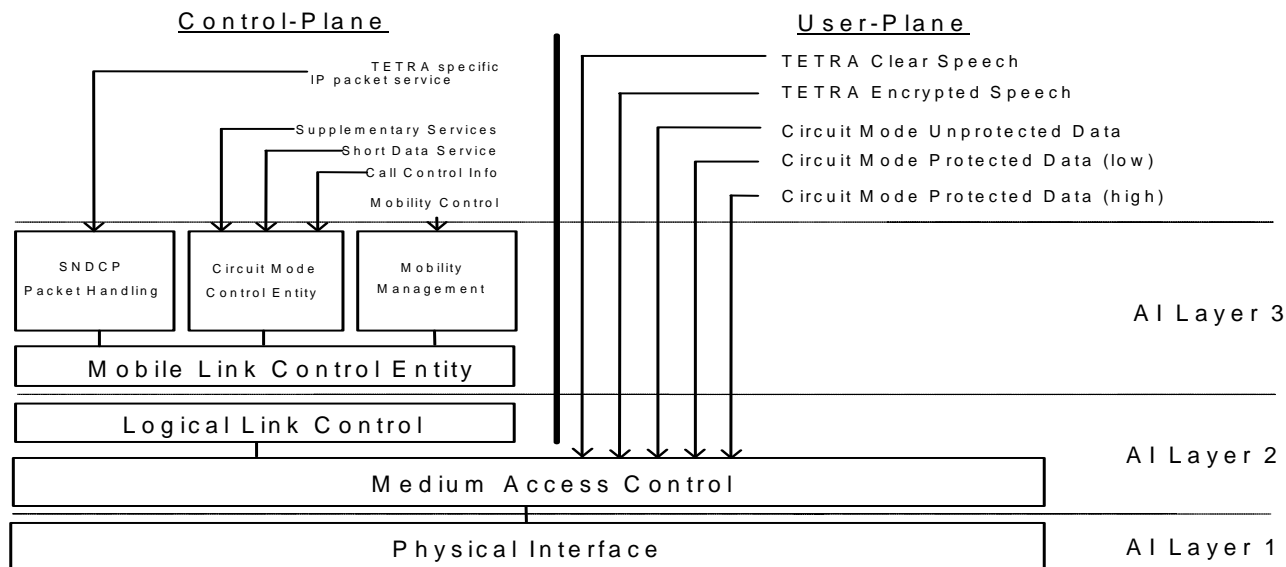 Control-Plane
User-Plane
TETRA specific
IP packet service
Supplementary Services
Short Data Service
Call Control Info
Mobility Control
TETRA Clear Speech
TETRA Encrypted Speech
Circuit Mode Unprotected Data
Circuit Mode Protected Data (low)
Circuit Mode Protected Data (high)
SNDCP
Packet Handling
Circuit Mode
Control Entity
Mobility
Management
AI Layer 3
Mobile Link Control Entity
Logical Link Control
AI Layer 2
Medium Access Control
Physical Interface
AI Layer 1